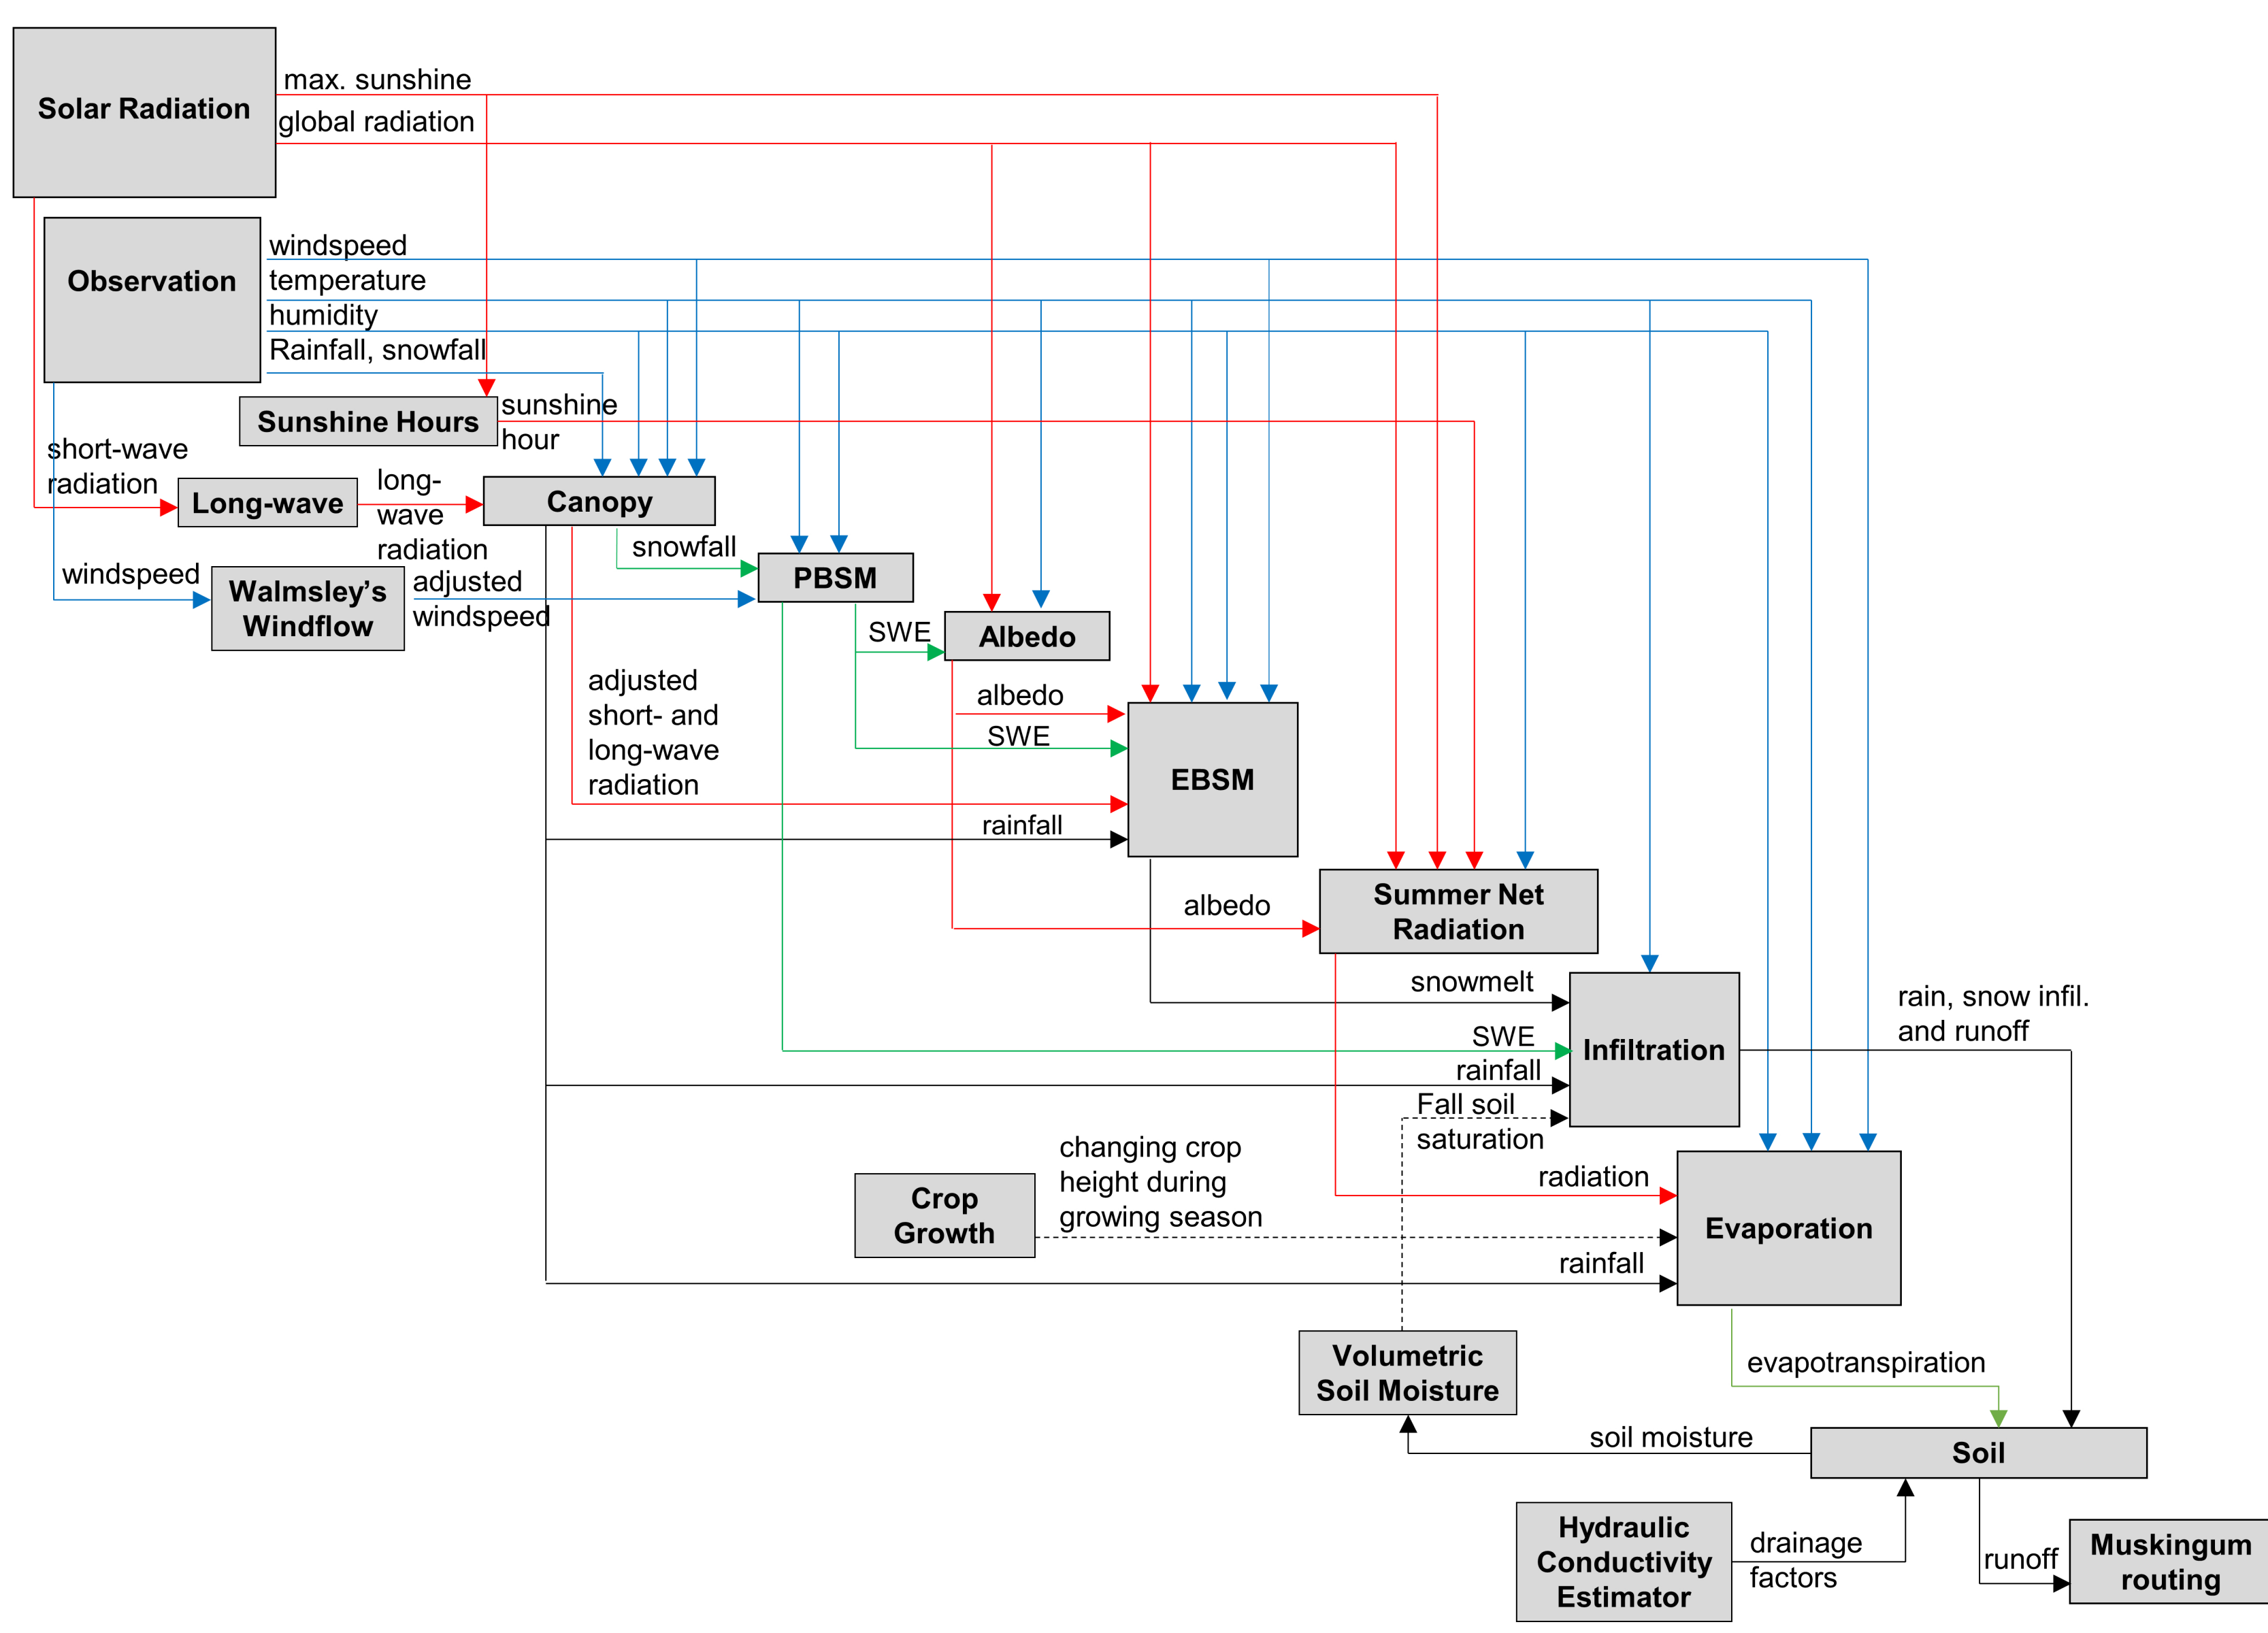 max. sunshine
Solar Radiation
global radiation
windspeed
Observation
temperature
humidity
Rainfall, snowfall
Sunshine Hours
sunshine
hour
short-wave
radiation
Long-wave
long-
wave
radiation
Canopy
snowfall
PBSM
windspeed
Walmsley’s
Windflow
adjusted
windspeed
SWE
Albedo
adjusted
short- and
long-wave
radiation
albedo
SWE
EBSM
rainfall
Summer Net
Radiation
albedo
snowmelt
rain, snow infil.
and runoff
SWE
Infiltration
rainfall
Fall soil
saturation
changing crop
height during
growing season
Crop
Growth
radiation
Evaporation
rainfall
Volumetric
Soil Moisture
evapotranspiration
soil moisture
Soil
Hydraulic
Conductivity
Estimator
drainage
factors
runoff
Muskingum
routing